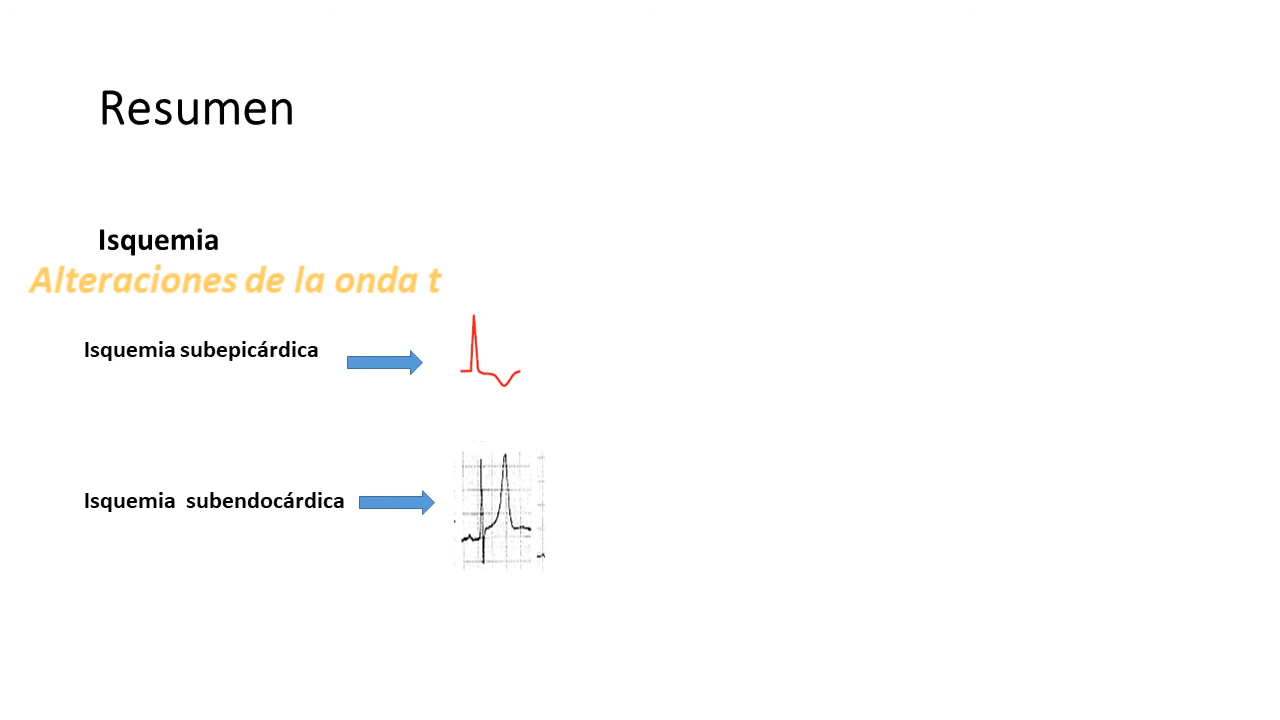 Resumen
Isquemia
Alteraciones de la onda t
Isquemia subepicárdica
Isquemia subendocárdica